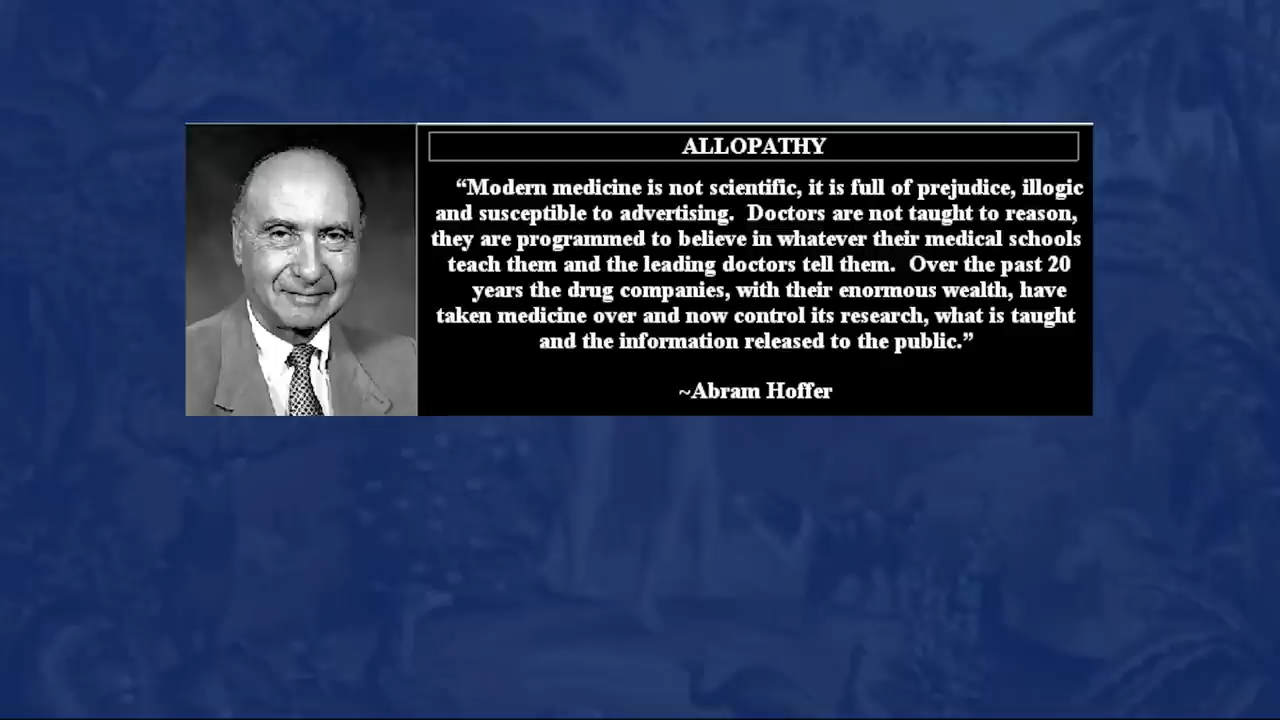 ALLOPATHY
“Modern medicine is not scientific, it is full of prejudice, illogic
and susceptible to advertising. Doctors are not taught to reason,
they are programmed to believe in whatever their medical schools
teach them and the leading doctors tell them. Over the past 20
years the drug companies, with their enormous wealth, have
taken medicine over and now control its research, what is taught
and the information released to the public.”
~Abram Hoffer